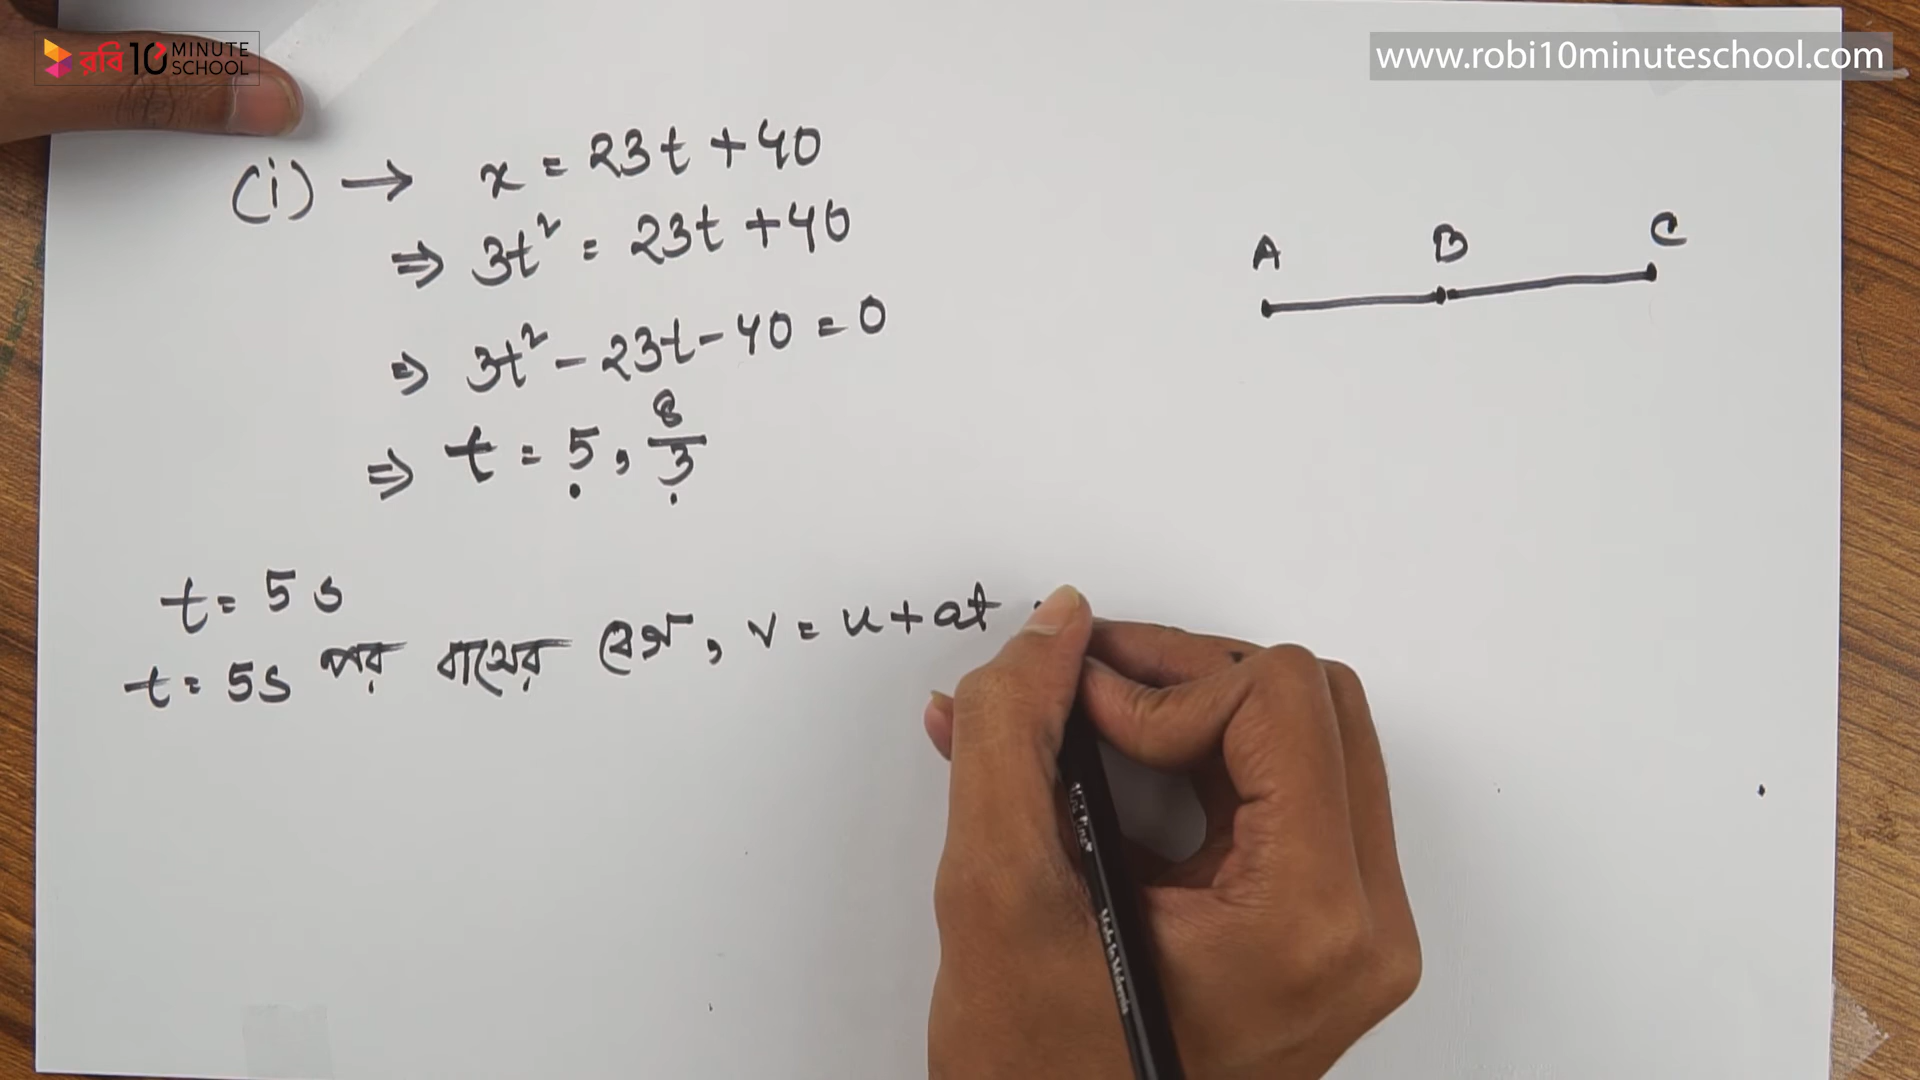 রবি 10 MINUTE SCHOOL
www.robi10minuteschool.com
(i) → x = 23t + 40
⇒ 3t² = 23t + 40
⇒ 3t² - 23t - 40 = 0
⇒ t = 5, 8/3
A B C
t = 5 s
t = 5s পর বাঘের বেগ, v = u + at